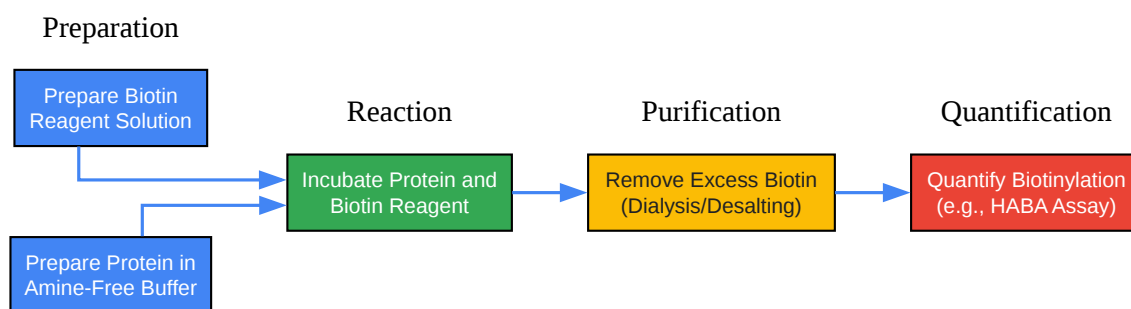 Preparation
Prepare Biotin
Reagent Solution
Prepare Protein in
Amine-Free Buffer
Reaction
Incubate Protein and
Biotin Reagent
Purification
Remove Excess Biotin
(Dialysis/Desalting)
Quantification
Quantify Biotinylation
(e.g., HABA Assay)